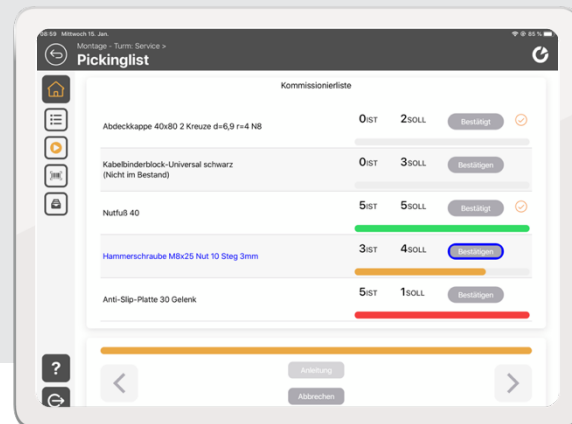 08:59 Mittwoch 15. Jan.
86 %
Montage - Turm: Service >
Pickinglist
Kommissionierliste
Abdeckkappe 40x80 2 Kreuze d=6,9 r=4 N8
0IST 2SOLL Bestätigt
Kabelbinderblock-Universal schwarz
(Nicht im Bestand)
0IST 3SOLL Bestätigen
Nutfuß 40
5IST 5SOLL Bestätigt
Hammerschraube M8x25 Nut 10 Steg 3mm
3IST 4SOLL Bestätigen
Anti-Slip-Platte 30 Gelenk
5IST 1SOLL Bestätigen
?
Anleitung
Abbrechen